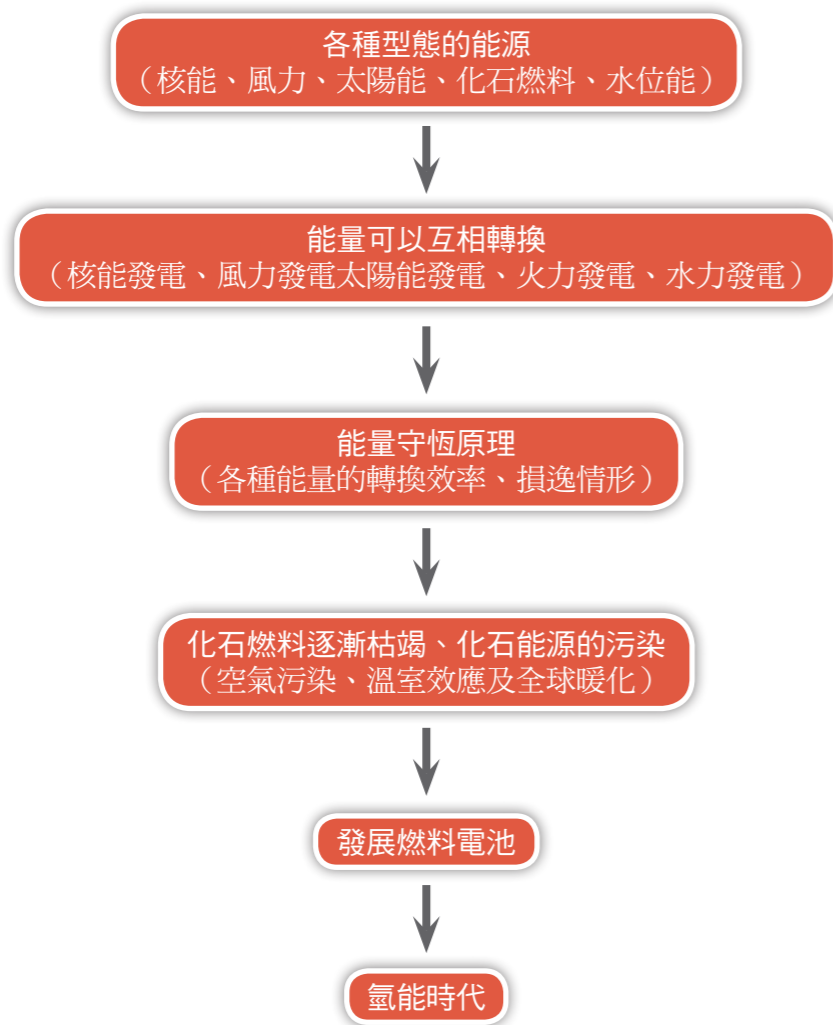 各種型態的能源
（核能、風力、太陽能、化石燃料、水位能）
能量可以互相轉換
（核能發電、風力發電太陽能發電、火力發電、水力發電）
能量守恆原理
（各種能量的轉換效率、損逸情形）
化石燃料逐漸枯竭、化石能源的污染
（空氣污染、溫室效應及全球暖化）
發展燃料電池
氫能時代